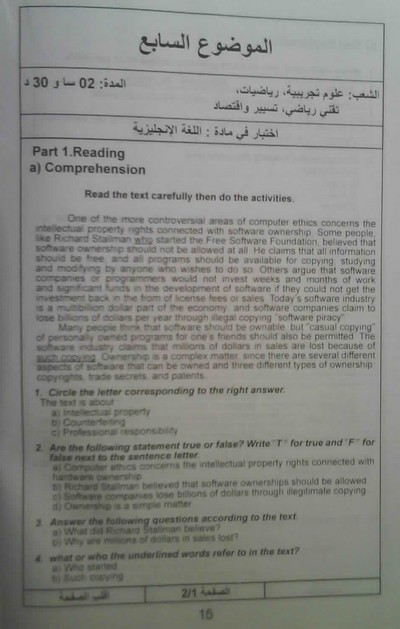 الموضوع السابع
الشعب: علوم تجريبية، رياضيات،
المدة: 02 سا و 30 د
تقني رياضي، تسيير واقتصاد
اختبار في مادة : اللغة الإنجليزية
Part 1.Reading
a) Comprehension
Read the text carefully then do the activities.
One of the more controversial areas of computer ethics concerns the
intellectual property rights connected with software ownership. Some people,
like Richard Stallman who started the Free Software Foundation, believed that
software ownership should not be allowed at all. He claims that all information
should be free, and all programs should be available for copying, studying
and modifying by anyone who wishes to do so. Others argue that software
companies or programmers would not invest weeks and months of work
and significant funds in the development of software if they could not get the
investment back in the from of license fees or sales. Today's software industry
is a multibillion dollar part of the economy, and software companies claim to
lose billions of dollars per year through illegal copying "software piracy"
Many people think that software should be ownable, but "casual copying"
of personally owned programs for one's friends should also be permitted. The
software industry claims that millions of dollars in sales are lost because of
such copying. Ownership is a complex matter, since there are several different
aspects of software that can be owned and three different types of ownership:
copyrights, trade secrets, and patents.
1. Circle the letter corresponding to the right answer.
The text is about
a) Intellectual property
b) Counterfeiting
c) Professional responsibility
2. Are the following statement true or false? Write "T" for true and "F" for
false next to the sentence letter.
a) Computer ethics concerns the intellectual property rights connected with
hardware ownership.
b) Richard Stallman believed that software ownerships should be allowed
c) Software companies lose billions of dollars through illegitimate copying
d) Ownership is a simple matter
3. Answer the following questions according to the text.
a) What did Richard Stallman believe?
b) Why are millions of dollars in sales lost?
4. what or who the underlined words refer to in the text?
a) Who started
b) Such copying
اقلب الصفحة
الصفحة 2/1
15